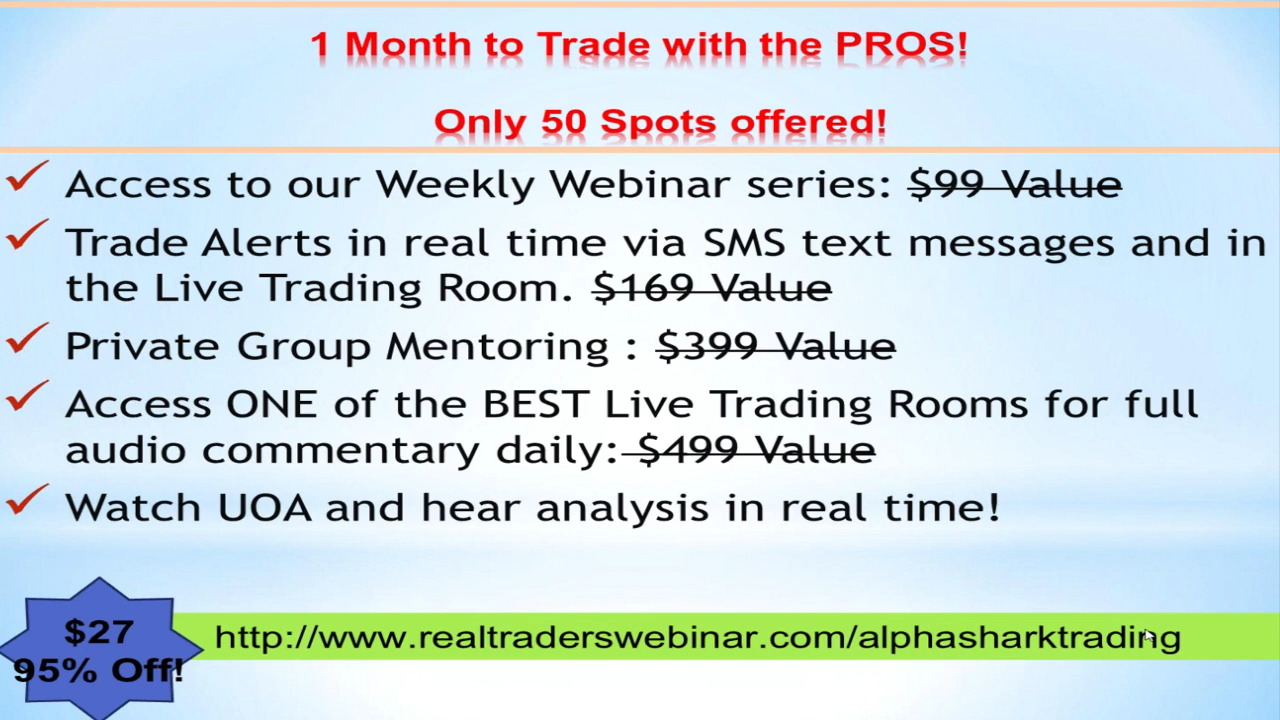 1 Month to Trade with the PROS!
Only 50 Spots offered!
✓ Access to our Weekly Webinar series: $99 Value
✓ Trade Alerts in real time via SMS text messages and in
the Live Trading Room. $169 Value
✓ Private Group Mentoring : $399 Value
✓ Access ONE of the BEST Live Trading Rooms for full
audio commentary daily: $499 Value
✓ Watch UOA and hear analysis in real time!
$27
95% Off!
http://www.realtraderswebinar.com/alphasharktrading